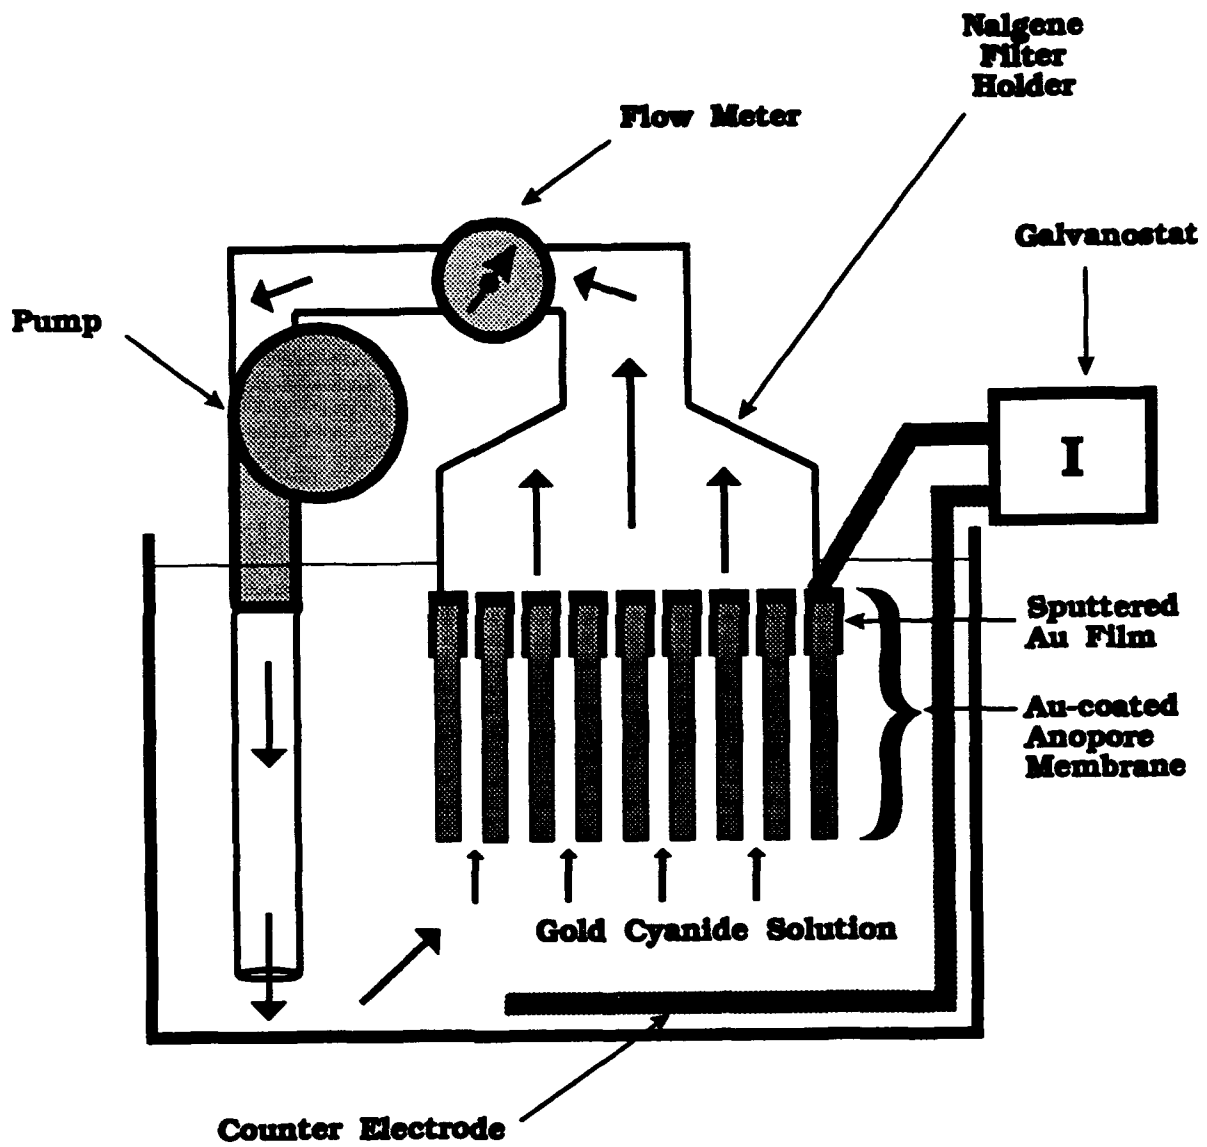 Nalgene
Filter
Holder
Flow Meter
Galvanostat
Pump
I
Sputtered
Au Film
Au-coated
Anopore
Membrane
Gold Cyanide Solution
Counter Electrode